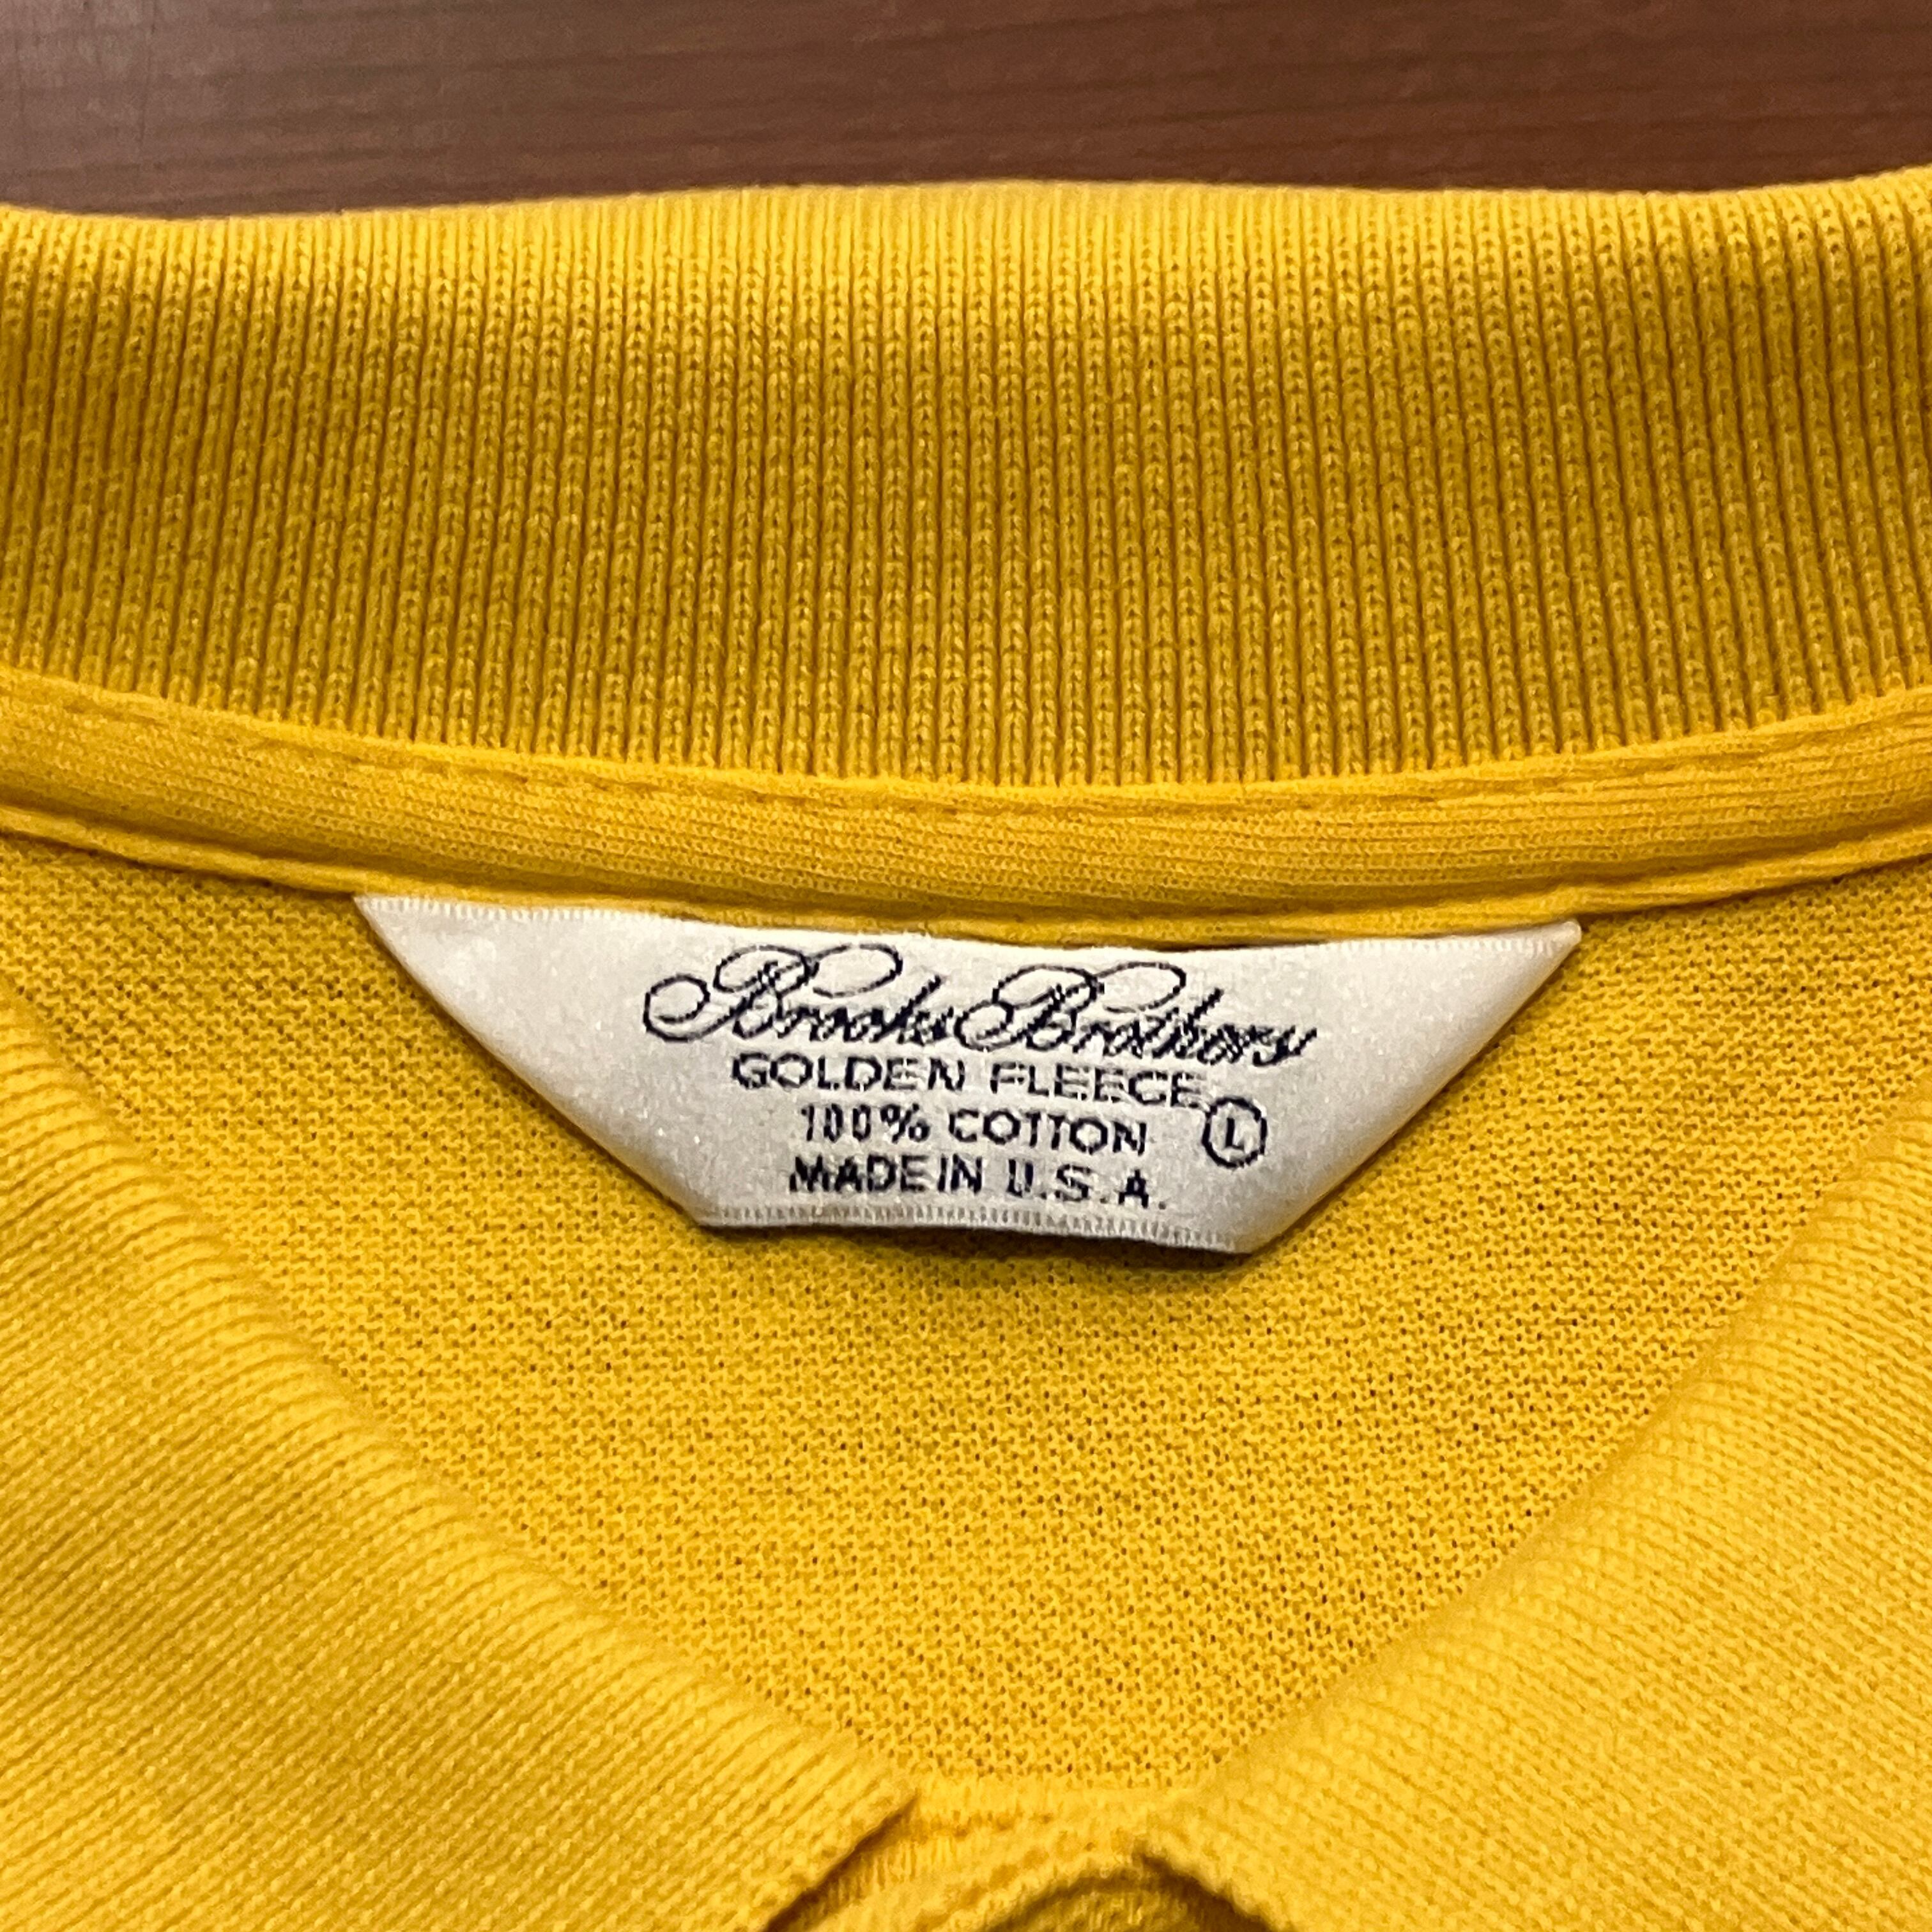 Brooks Brothers
GOLDEN FLEECE
100% COTTON Ⓛ
MADE IN U.S.A.